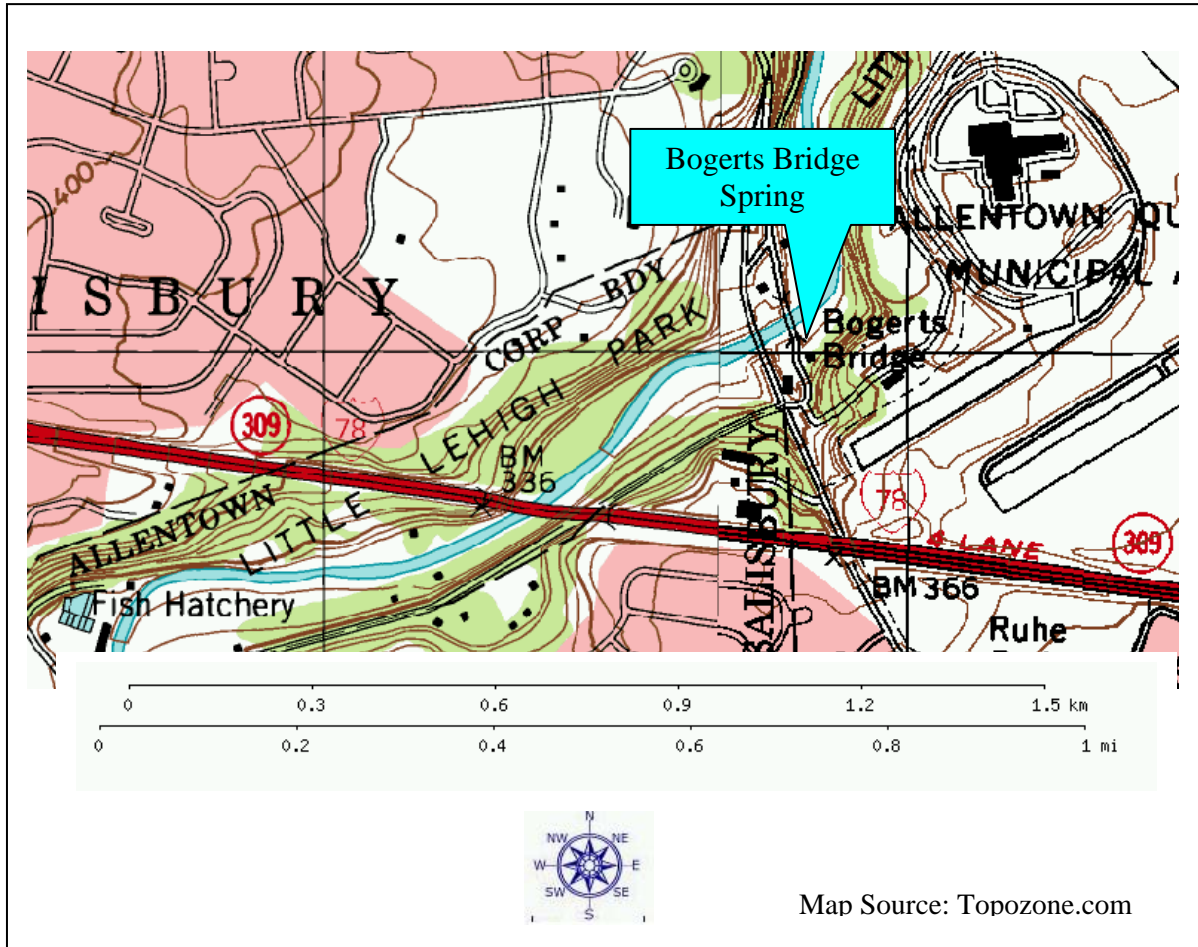 LIT
Bogerts Bridge
Spring
400
ALLENTOWN QU
MUNICIPAL A
ISBURY
CORP BDY
Bogerts
Bridge
LITTLE LEHIGH PARK
309
78
BM
336
SALISBURY
78
4 LANE
309
ALLENTOWN
BM 366
Fish Hatchery
Ruhe
0 0.3 0.6 0.9 1.2 1.5 km
0 0.2 0.4 0.6 0.8 1 mi
N
NW NE
W E
SW SE
S
Map Source: Topozone.com